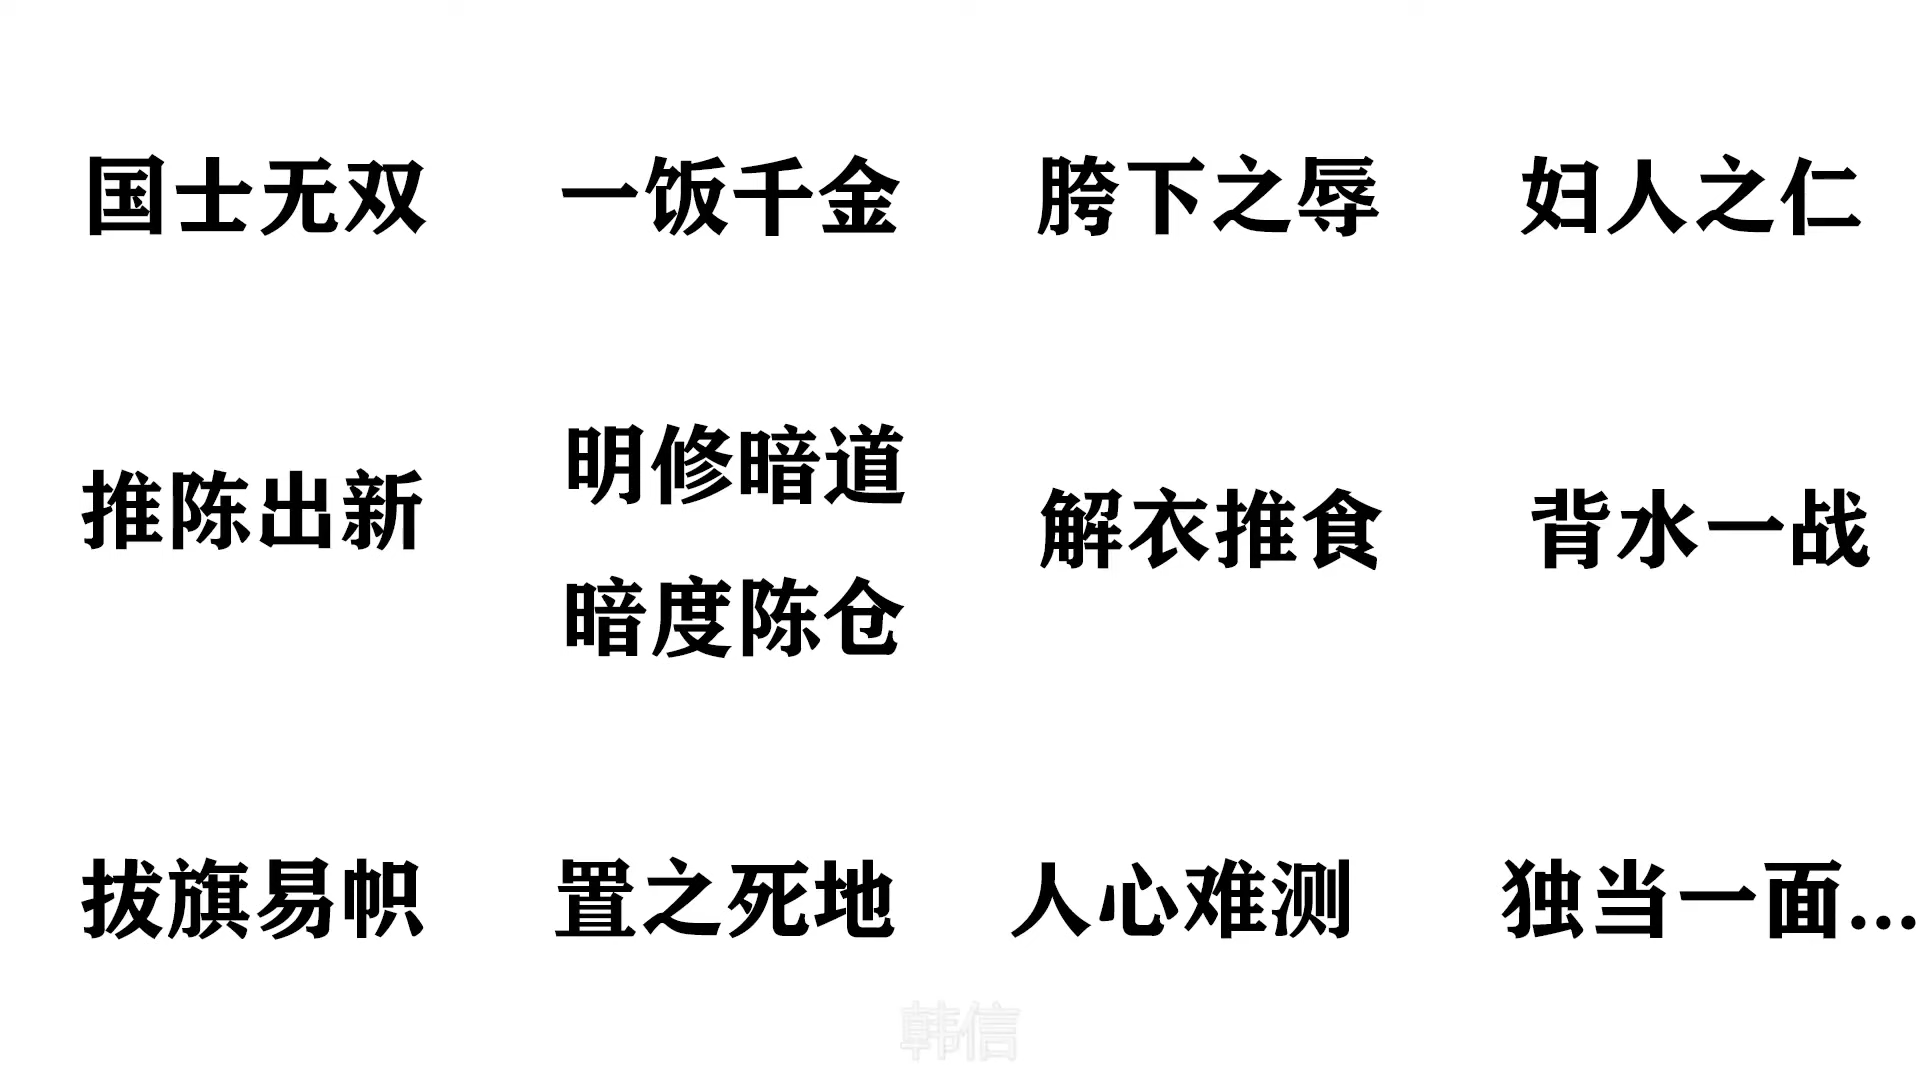 国士无双 一饭千金 胯下之辱 妇人之仁
推陈出新 明修暗道 解衣推食 背水一战
暗度陈仓
拔旗易帜 置之死地 人心难测 独当一面...
韩信